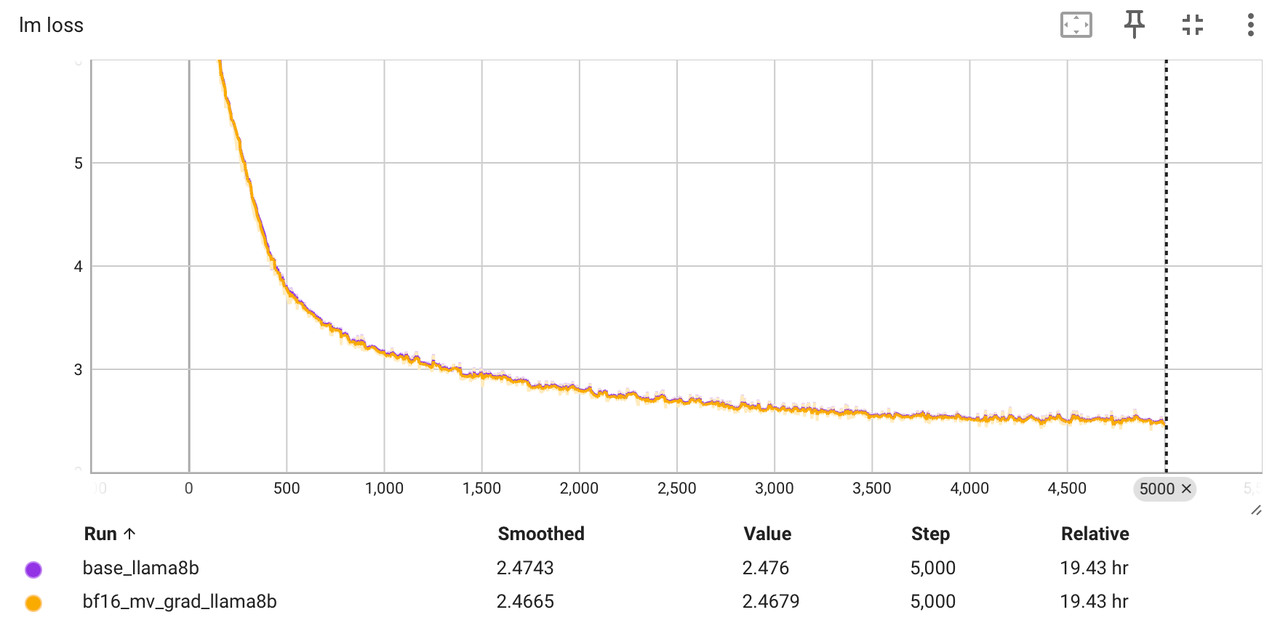 lm loss
5
4
3
0 500 1,000 1,500 2,000 2,500 3,000 3,500 4,000 4,500 5000 ×
Run ↑ Smoothed Value Step Relative
base_llama8b 2.4743 2.476 5,000 19.43 hr
bf16_mv_grad_llama8b 2.4665 2.4679 5,000 19.43 hr